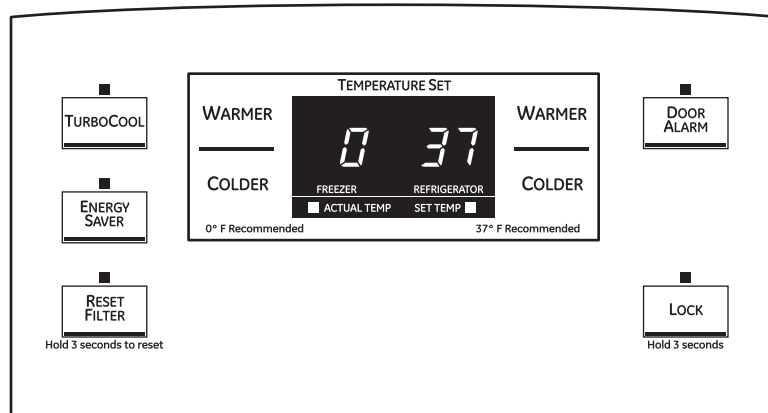 TEMPERATURE SET
TURBOCOOL
WARMER
COLDER
0 37
FREEZER REFRIGERATOR
ACTUAL TEMP SET TEMP
WARMER
COLDER
0° F Recommended
37° F Recommended
DOOR
ALARM
ENERGY
SAVER
RESET
FILTER
Hold 3 seconds to reset
LOCK
Hold 3 seconds